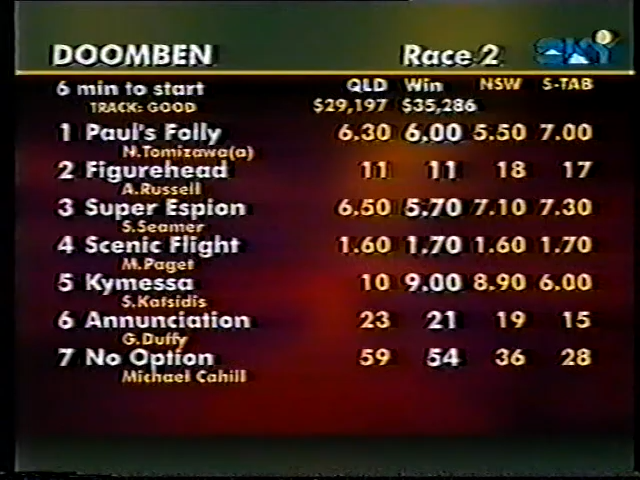 DOOMBEN Race 2 SKY
6 min to start QLD Win NSW S-TAB
TRACK: GOOD $29,197 $35,286
1 Paul's Folly 6.30 6.00 5.50 7.00
N.Tomizawa(a)
2 Figurehead 11 11 18 17
A.Russell
3 Super Espion 6.50 5.70 7.10 7.30
S.Seamer
4 Scenic Flight 1.60 1.70 1.60 1.70
M.Paget
5 Kymessa 10 9.00 8.90 6.00
S.Katsidis
6 Annunciation 23 21 19 15
G.Duffy
7 No Option 59 54 36 28
Michael Cahill